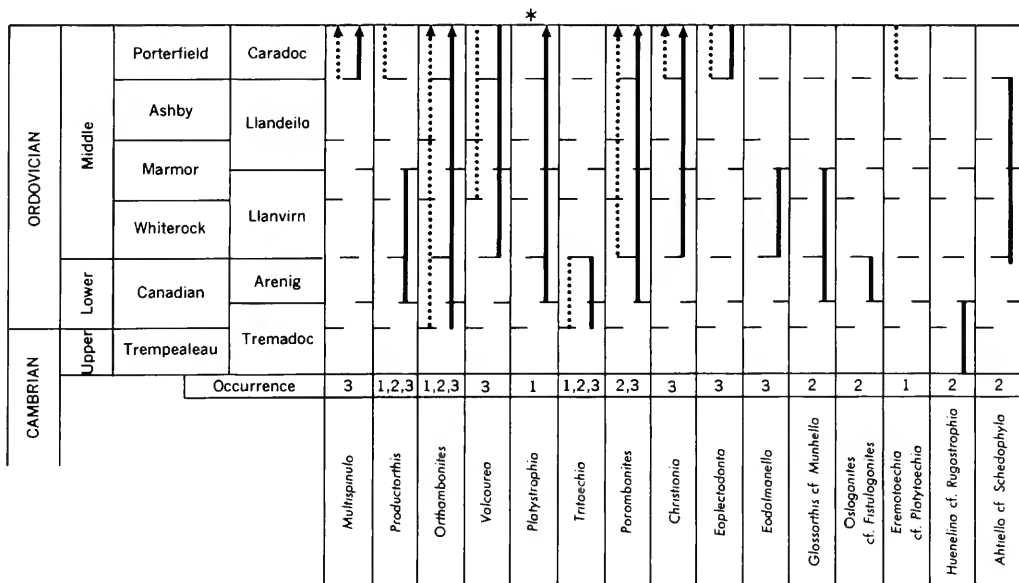 *
ORDOVICIAN
CAMBRIAN
Middle
Lower
Upper
Porterfield
Ashby
Marmor
Whiterock
Canadian
Trempealeau
Caradoc
Llandeilo
Llanvirn
Arenig
Tremadoc
Occurrence 3 1,2,3 1,2,3 3 1 1,2,3 2,3 3 3 3 2 2 1 2 2
Multispinulo
Productorthis
Orthambonites
Valcourea
Platystrophia
Tritoechia
Porambonites
Christiania
Eoplectodonta
Eodalmanella
Glossorthis cf Munhella
Oslogonites
cf. Fistulogonites
Eremotoechia
cf. Platytoechia
Huenelina cf. Rugostrophia
Ahtiella cf Schedophyla